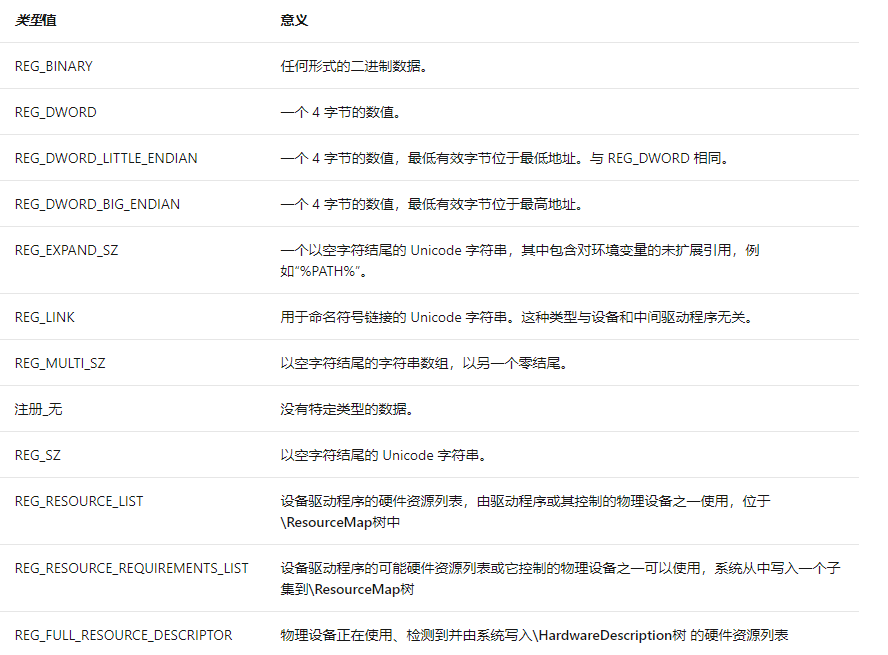 类型值 意义
REG_BINARY 任何形式的二进制数据。
REG_DWORD 一个 4 字节的数值。
REG_DWORD_LITTLE_ENDIAN 一个 4 字节的数值，最低有效字节位于最低地址。与 REG_DWORD 相同。
REG_DWORD_BIG_ENDIAN 一个 4 字节的数值，最低有效字节位于最高地址。
REG_EXPAND_SZ 一个以空字符结尾的 Unicode 字符串，其中包含对环境变量的未扩展引用，例
如“%PATH%”。
REG_LINK 用于命名符号链接的 Unicode 字符串。这种类型与设备和中间驱动程序无关。
REG_MULTI_SZ 以空字符结尾的字符串数组，以另一个零结尾。
注册_无 没有特定类型的数据。
REG_SZ 以空字符结尾的 Unicode 字符串。
REG_RESOURCE_LIST 设备驱动程序的硬件资源列表，由驱动程序或其控制的物理设备之一使用，位于
\ResourceMap树中
REG_RESOURCE_REQUIREMENTS_LIST 设备驱动程序的可能硬件资源列表或它控制的物理设备之一可以使用，系统从中写入一个子
集到\ResourceMap树
REG_FULL_RESOURCE_DESCRIPTOR 物理设备正在使用、检测到并由系统写入\HardwareDescription树 的硬件资源列表